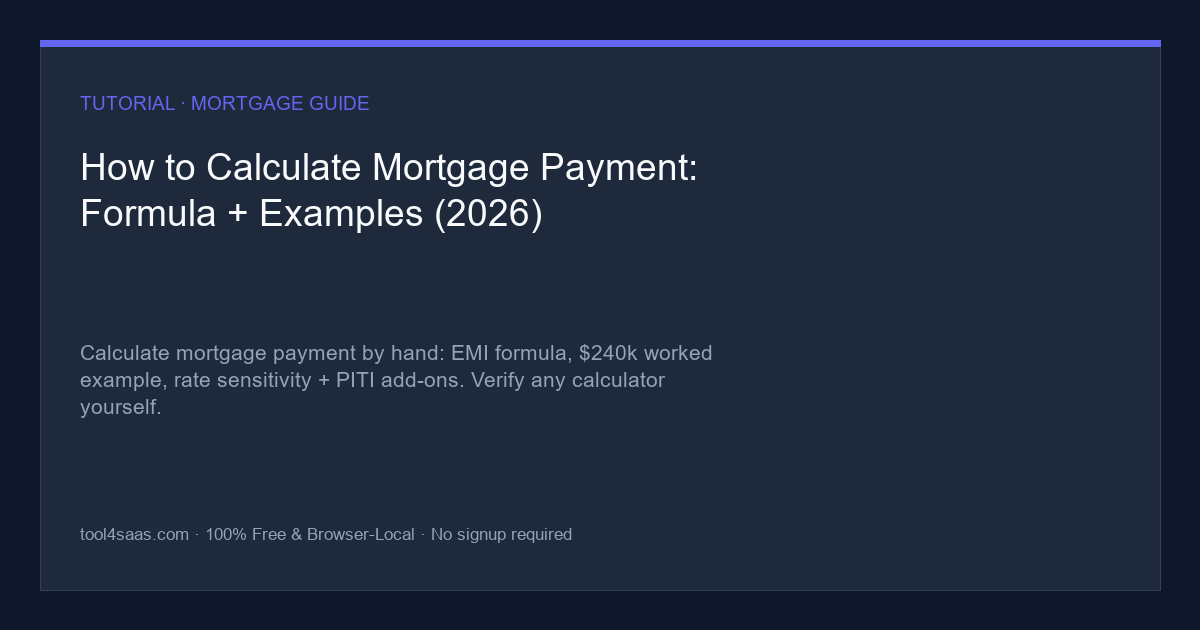 TUTORIAL · MORTGAGE GUIDE
How to Calculate Mortgage Payment:
Formula + Examples (2026)
Calculate mortgage payment by hand: EMI formula, $240k worked
example, rate sensitivity + PITI add-ons. Verify any calculator
yourself.
tool4saas.com · 100% Free & Browser-Local · No signup required